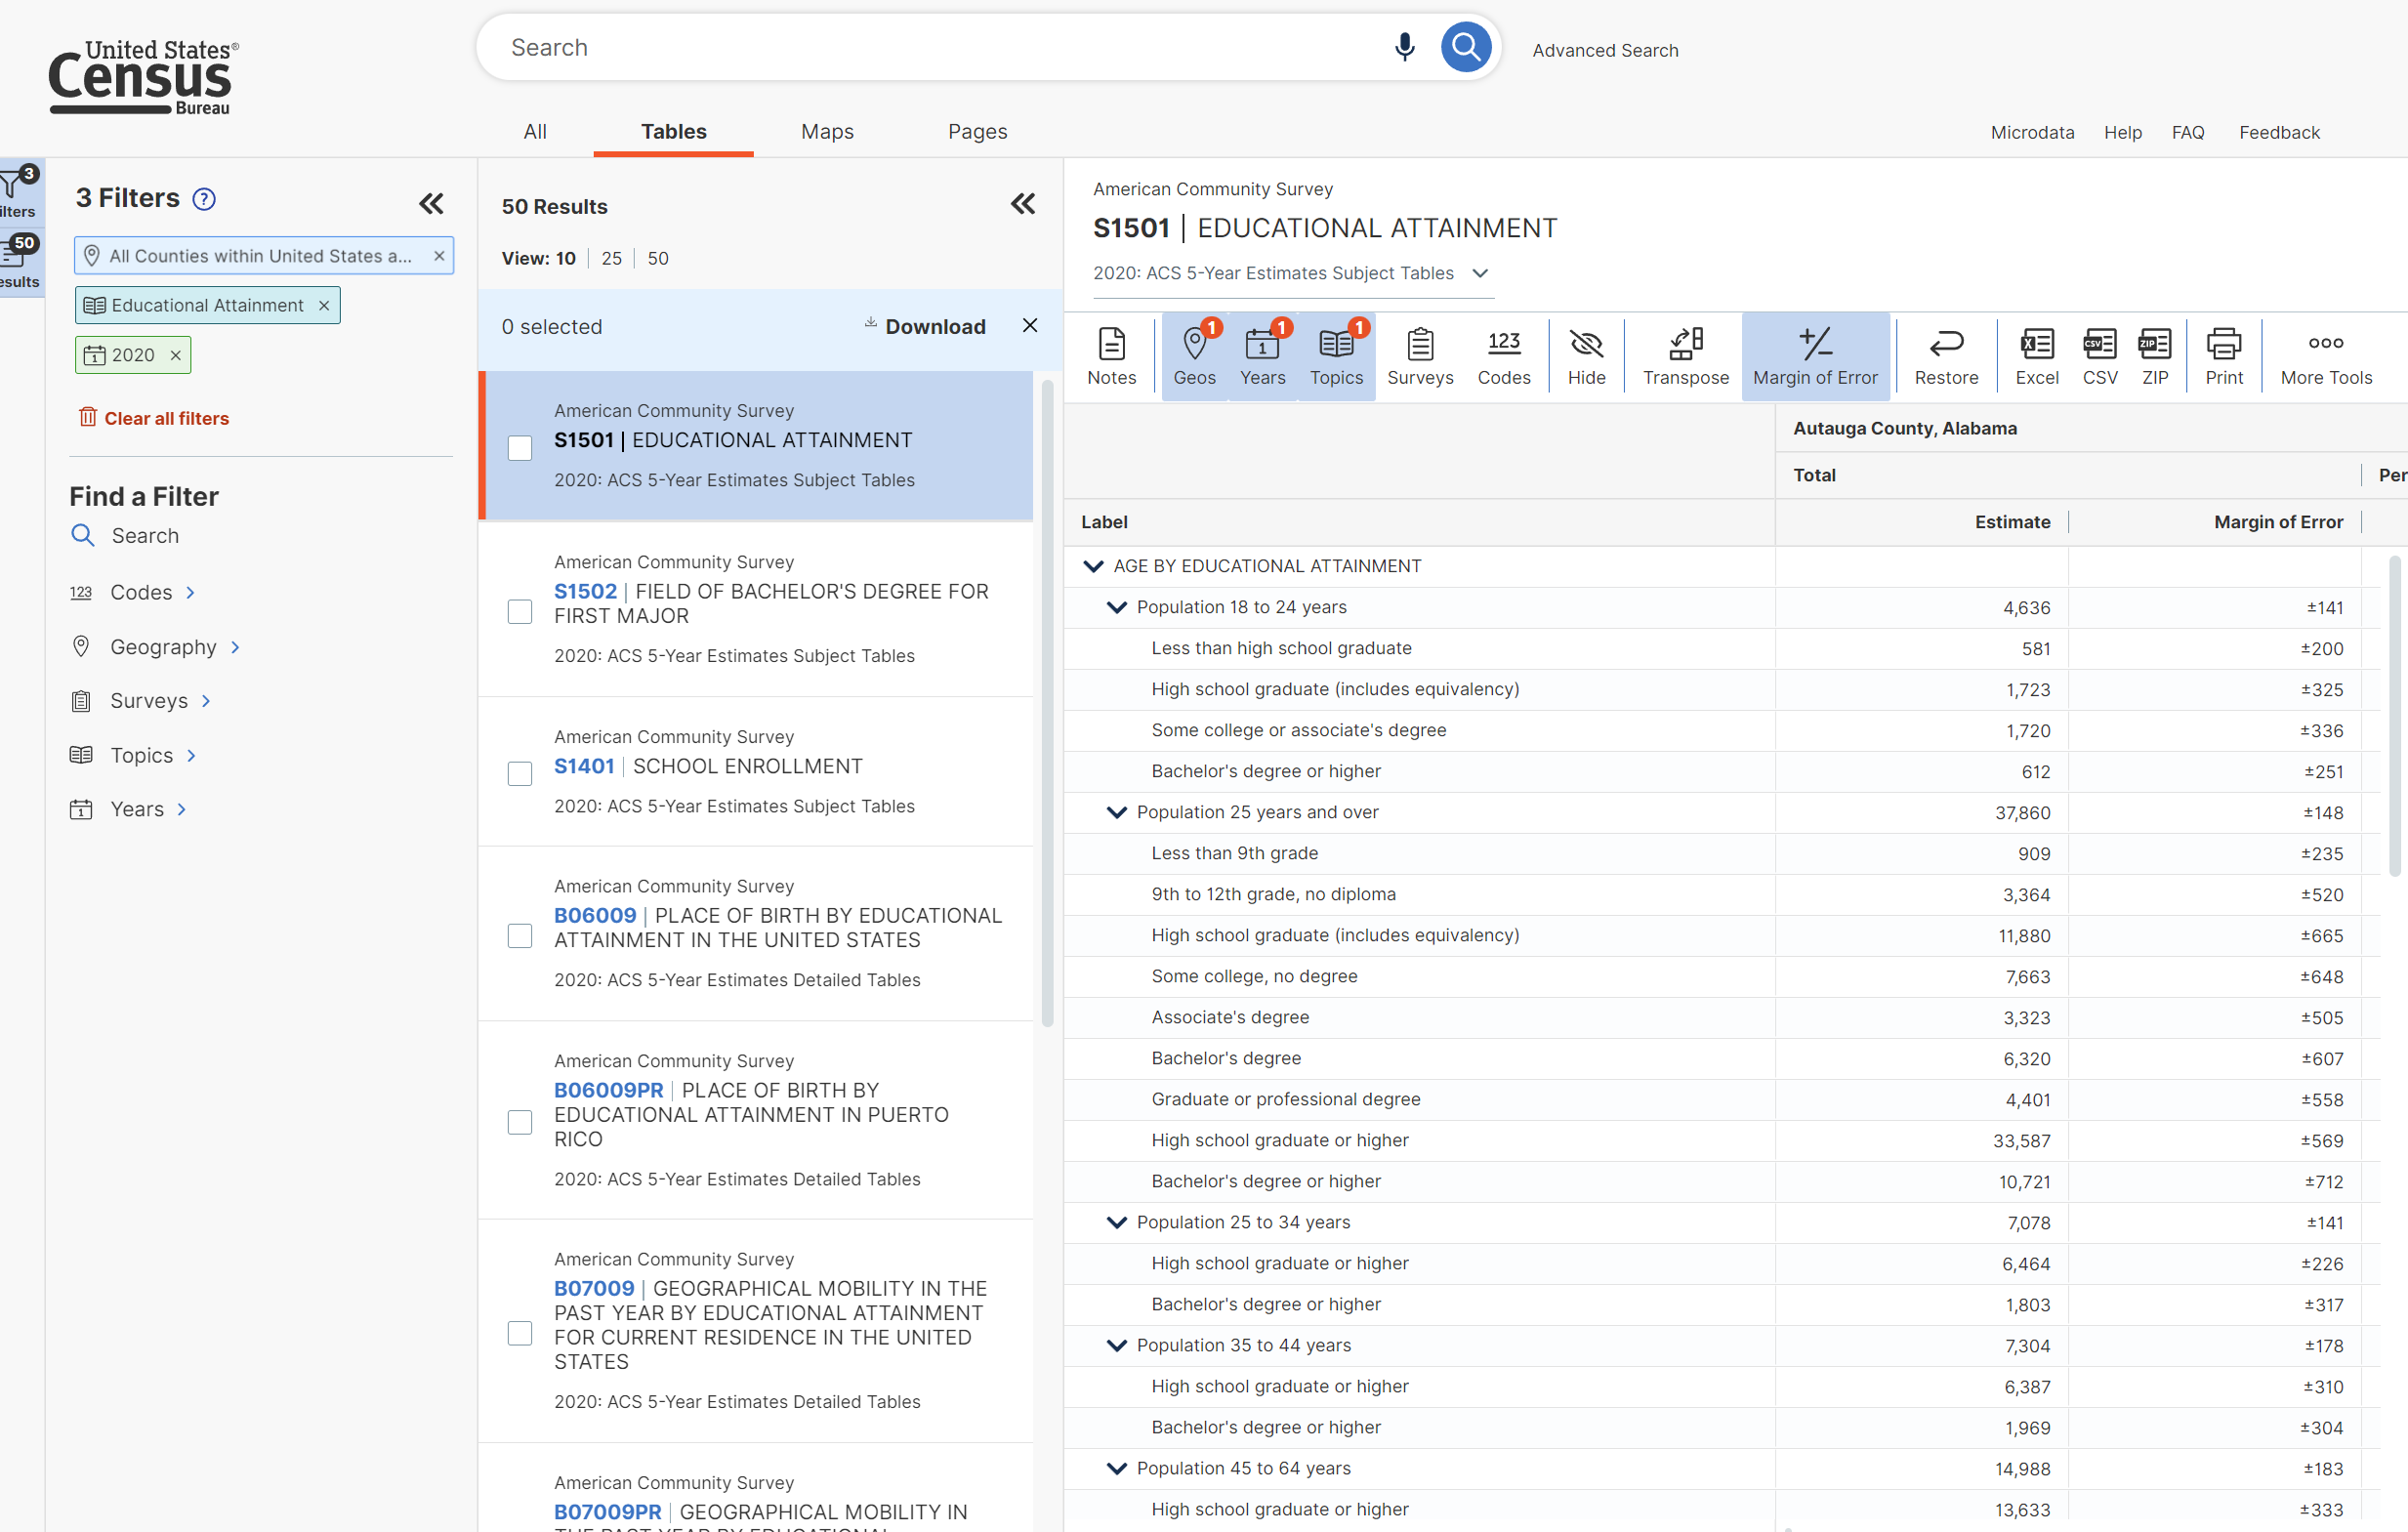 United States®
Census
Bureau
Search
Advanced Search
All
Tables
Maps
Pages
Microdata
Help
FAQ
Feedback
3
ilters
50
esults
3 Filters ?
All Counties within United States a... ×
Educational Attainment ×
1 2020 ×
Clear all filters
Find a Filter
Search
123 Codes
Geography
Surveys
Topics
1 Years
50 Results
View: 10 | 25 | 50
0 selected
Download
American Community Survey
S1501 | EDUCATIONAL ATTAINMENT
2020: ACS 5-Year Estimates Subject Tables
American Community Survey
S1502 | FIELD OF BACHELOR'S DEGREE FOR
FIRST MAJOR
2020: ACS 5-Year Estimates Subject Tables
American Community Survey
S1401 | SCHOOL ENROLLMENT
2020: ACS 5-Year Estimates Subject Tables
American Community Survey
B06009 | PLACE OF BIRTH BY EDUCATIONAL
ATTAINMENT IN THE UNITED STATES
2020: ACS 5-Year Estimates Detailed Tables
American Community Survey
B06009PR | PLACE OF BIRTH BY
EDUCATIONAL ATTAINMENT IN PUERTO
RICO
2020: ACS 5-Year Estimates Detailed Tables
American Community Survey
B07009 | GEOGRAPHICAL MOBILITY IN THE
PAST YEAR BY EDUCATIONAL ATTAINMENT
FOR CURRENT RESIDENCE IN THE UNITED
STATES
2020: ACS 5-Year Estimates Detailed Tables
American Community Survey
B07009PR | GEOGRAPHICAL MOBILITY IN
THE PAST YEAR BY EDUCATIONAL
American Community Survey
S1501 | EDUCATIONAL ATTAINMENT
2020: ACS 5-Year Estimates Subject Tables
Notes
1 Geos
1 1 Years
1 Topics
Surveys
123 Codes
Hide
Transpose
+/- Margin of Error
Restore
X Excel
CSV CSV
ZIP ZIP
Print
More Tools
Autauga County, Alabama
Total Per
Label Estimate Margin of Error
AGE BY EDUCATIONAL ATTAINMENT
Population 18 to 24 years 4,636 ±141
Less than high school graduate 581 ±200
High school graduate (includes equivalency) 1,723 ±325
Some college or associate's degree 1,720 ±336
Bachelor's degree or higher 612 ±251
Population 25 years and over 37,860 ±148
Less than 9th grade 909 ±235
9th to 12th grade, no diploma 3,364 ±520
High school graduate (includes equivalency) 11,880 ±665
Some college, no degree 7,663 ±648
Associate's degree 3,323 ±505
Bachelor's degree 6,320 ±607
Graduate or professional degree 4,401 ±558
High school graduate or higher 33,587 ±569
Bachelor's degree or higher 10,721 ±712
Population 25 to 34 years 7,078 ±141
High school graduate or higher 6,464 ±226
Bachelor's degree or higher 1,803 ±317
Population 35 to 44 years 7,304 ±178
High school graduate or higher 6,387 ±310
Bachelor's degree or higher 1,969 ±304
Population 45 to 64 years 14,988 ±183
High school graduate or higher 13,633 ±333